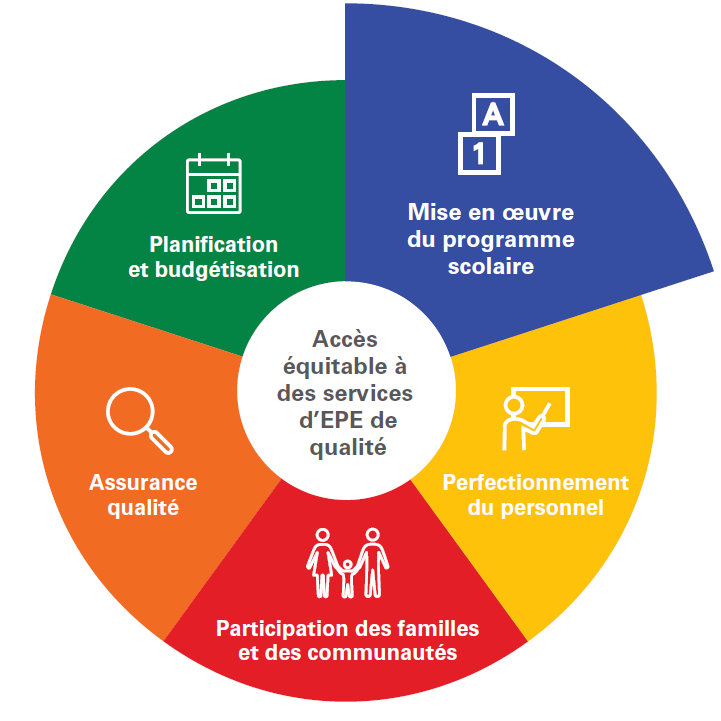 A
1
Mise en œuvre
du programme
scolaire
Planification
et budgétisation
Accès
équitable à
des services
d'EPE de
qualité
Assurance
qualité
Perfectionnement
du personnel
Participation des familles
et des communautés